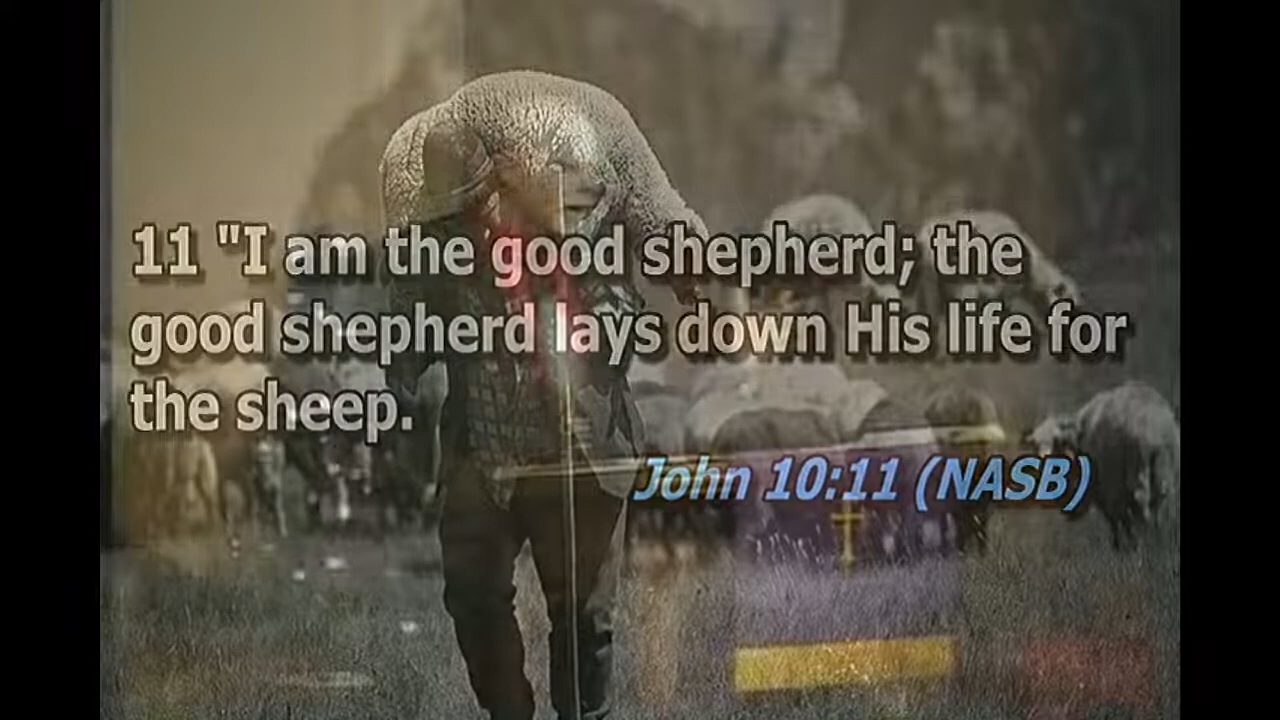 11 "I am the good shepherd; the
good shepherd lays down His life for
the sheep.
John 10:11 (NASB)